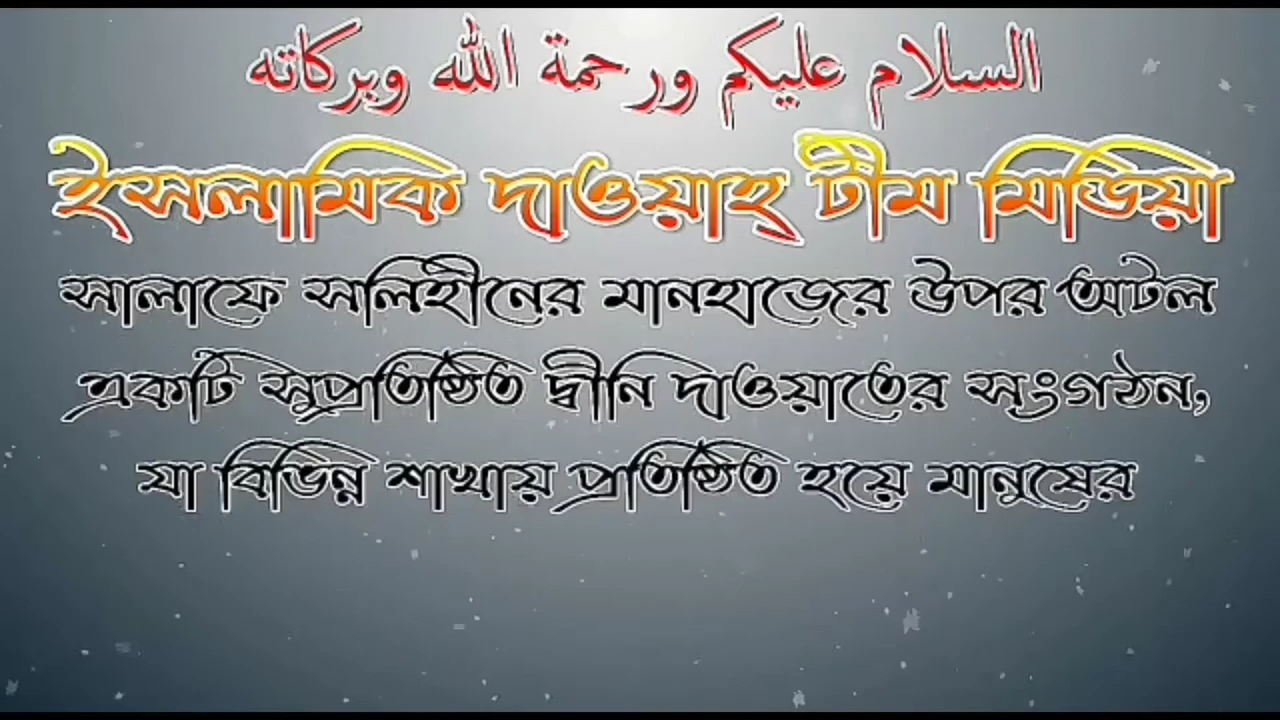 السلام عليكم ورحمة الله وبركاته
ইসলামিক দাওয়াহ্ টীম মিডিয়া
সালাফে সলিহীনের মানহাজের উপর অটল
একটি সুপ্রতিষ্ঠিত দ্বীনি দাওয়াতের সংগঠন,
যা বিভিন্ন শাখায় প্রতিষ্ঠিত হয়ে মানুষের